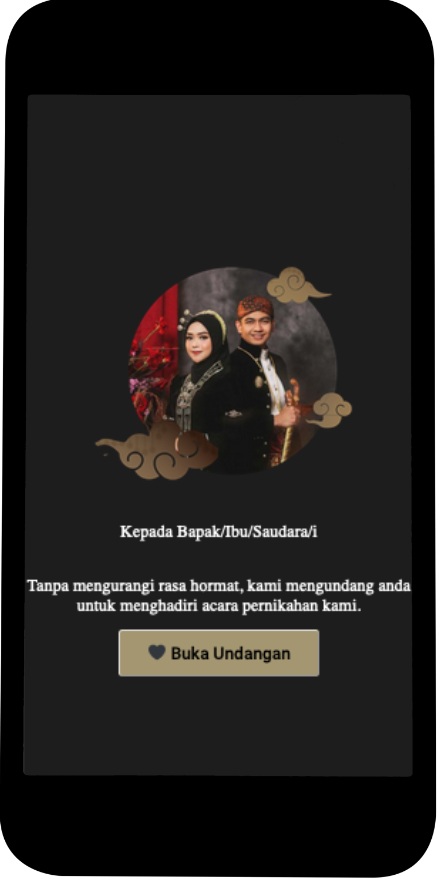 Kepada Bapak/Ibu/Saudara/i
Tanpa mengurangi rasa hormat, kami mengundang anda
untuk menghadiri acara pernikahan kami.
Buka Undangan